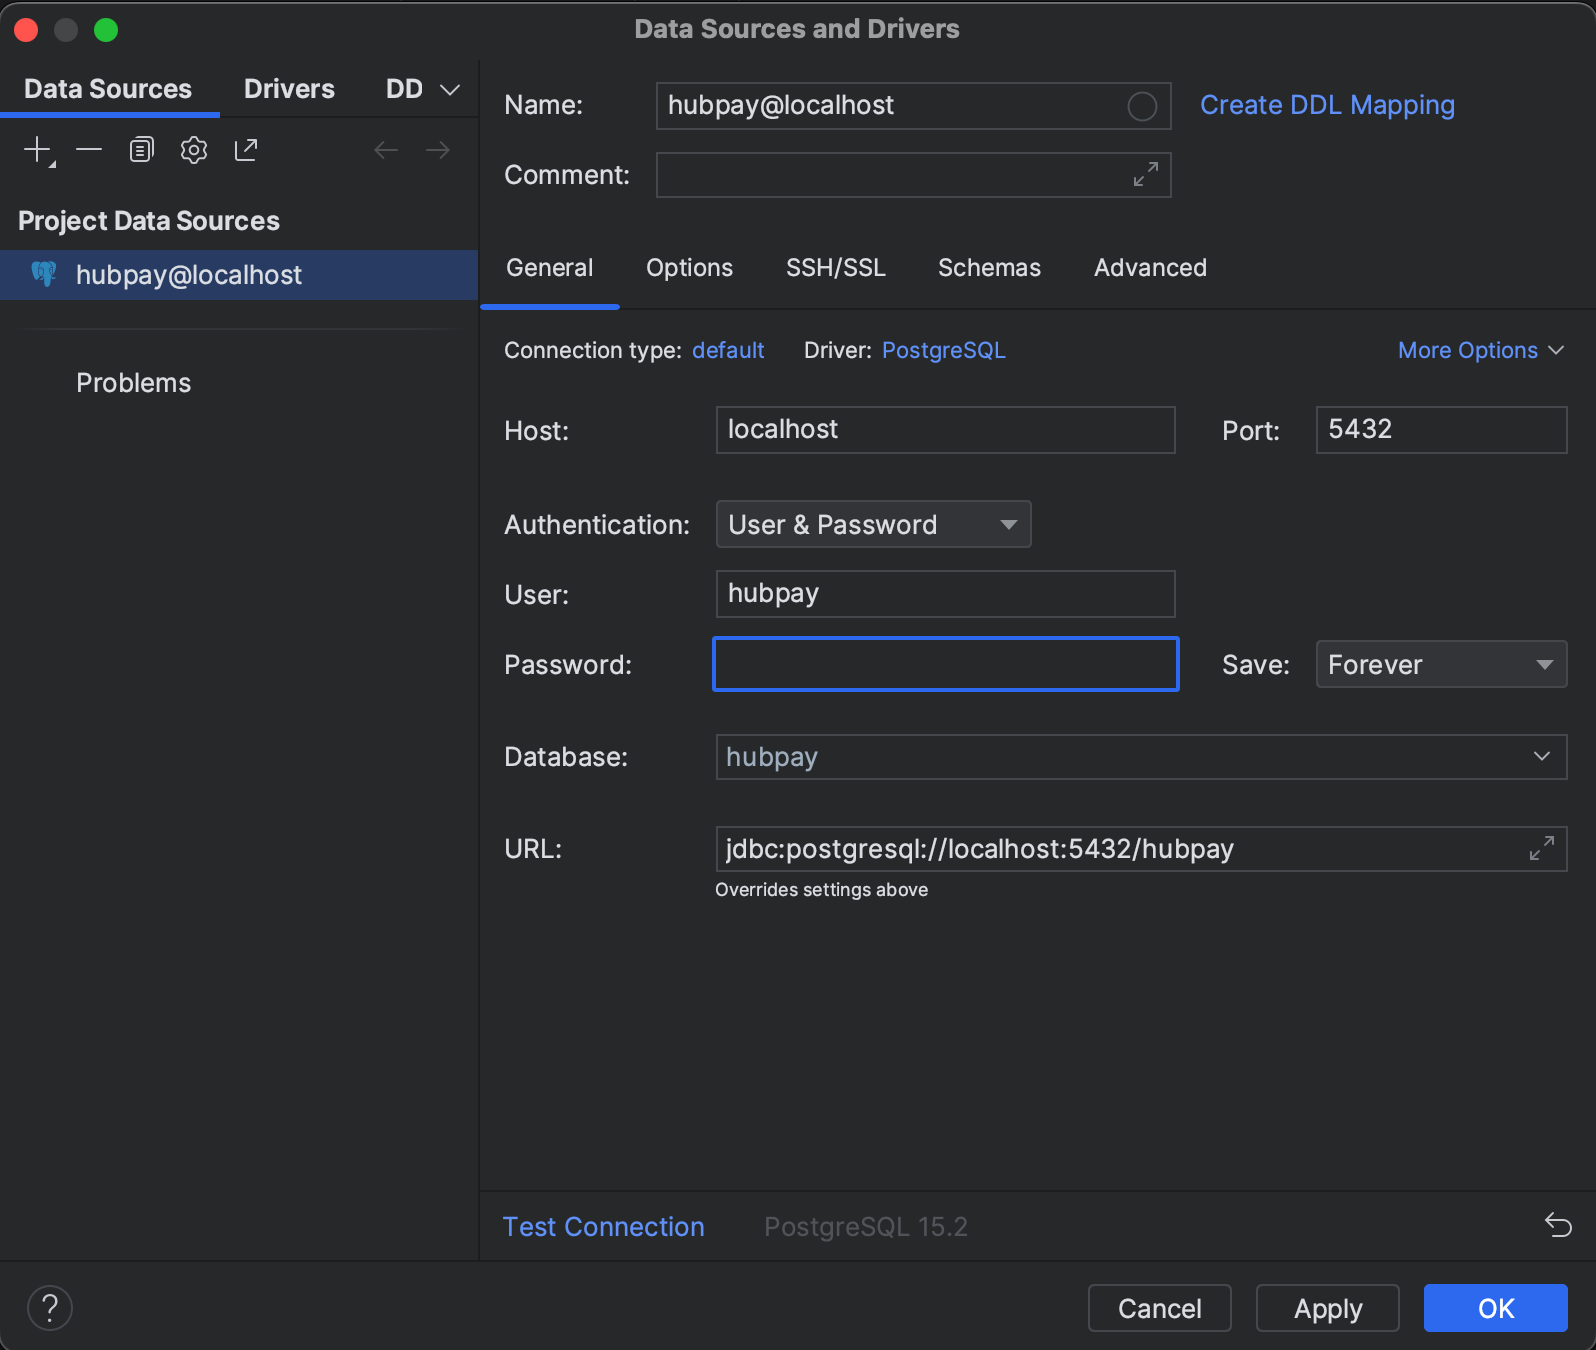 Data Sources and Drivers
Data Sources Drivers DD
Project Data Sources
hubpay@localhost
Problems
Name: hubpay@localhost Create DDL Mapping
Comment:
General Options SSH/SSL Schemas Advanced
Connection type: default Driver: PostgreSQL More Options
Host: localhost Port: 5432
Authentication: User & Password
User: hubpay
Password: Save: Forever
Database: hubpay
URL: jdbc:postgresql://localhost:5432/hubpay
Overrides settings above
Test Connection PostgreSQL 15.2
? Cancel Apply OK